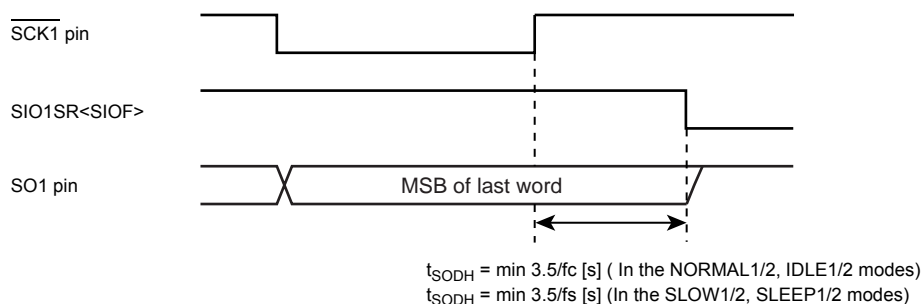 SCK1 pin
SIO1SR<SIOF>
SO1 pin
MSB of last word
tSODH = min 3.5/fc [s] ( In the NORMAL1/2, IDLE1/2 modes)
tSODH = min 3.5/fs [s] (In the SLOW1/2, SLEEP1/2 modes)